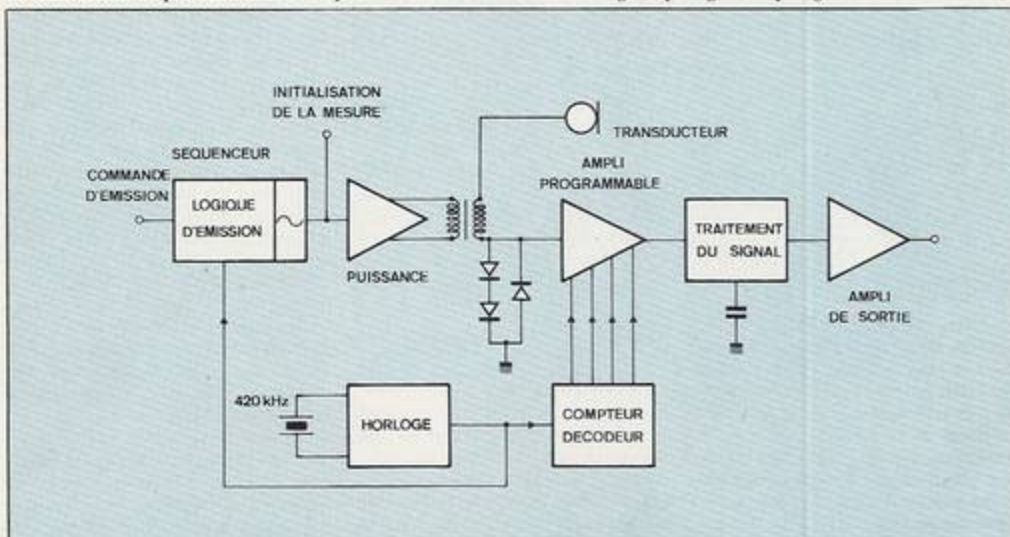 INITIALISATION
DE LA MESURE
SEQUENCEUR
COMMANDE
D'EMISSION
LOGIQUE
D'EMISSION
PUISSANCE
TRANSDUCTEUR
AMPLI
PROGRAMMABLE
TRAITEMENT
DU SIGNAL
AMPLI
DE SORTIE
420 kHz
HORLOGE
COMPTEUR
DECODEUR